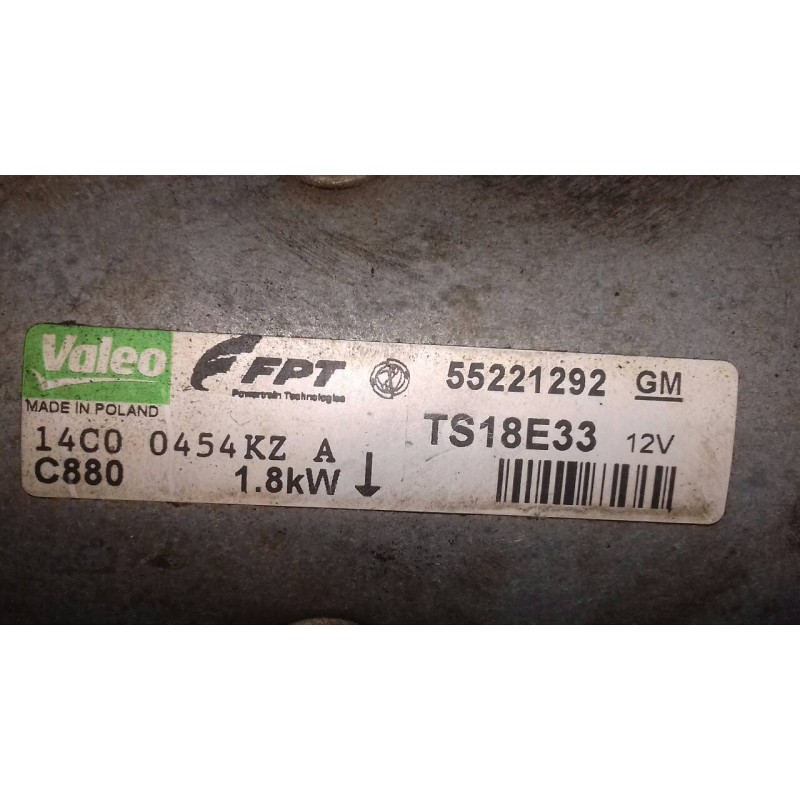 Valeo FPT 55221292 GM
Powertrain Technologies
MADE IN POLAND
14C0 0454KZ A TS18E33 12V
C880 1.8kW